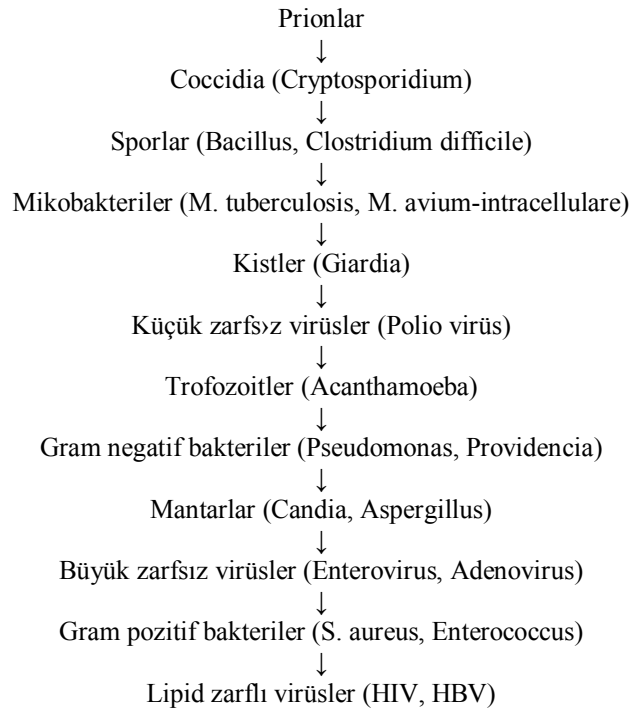 Prionlar
↓
Coccidia (Cryptosporidium)
↓
Sporlar (Bacillus, Clostridium difficile)
↓
Mikobakteriler (M. tuberculosis, M. avium-intracellulare)
↓
Kistler (Giardia)
↓
Küçük zarfs›z virüsler (Polio virüs)
↓
Trofozoitler (Acanthamoeba)
↓
Gram negatif bakteriler (Pseudomonas, Providencia)
↓
Mantarlar (Candia, Aspergillus)
↓
Büyük zarfsız virüsler (Enterovirus, Adenovirus)
↓
Gram pozitif bakteriler (S. aureus, Enterococcus)
↓
Lipid zarflı virüsler (HIV, HBV)